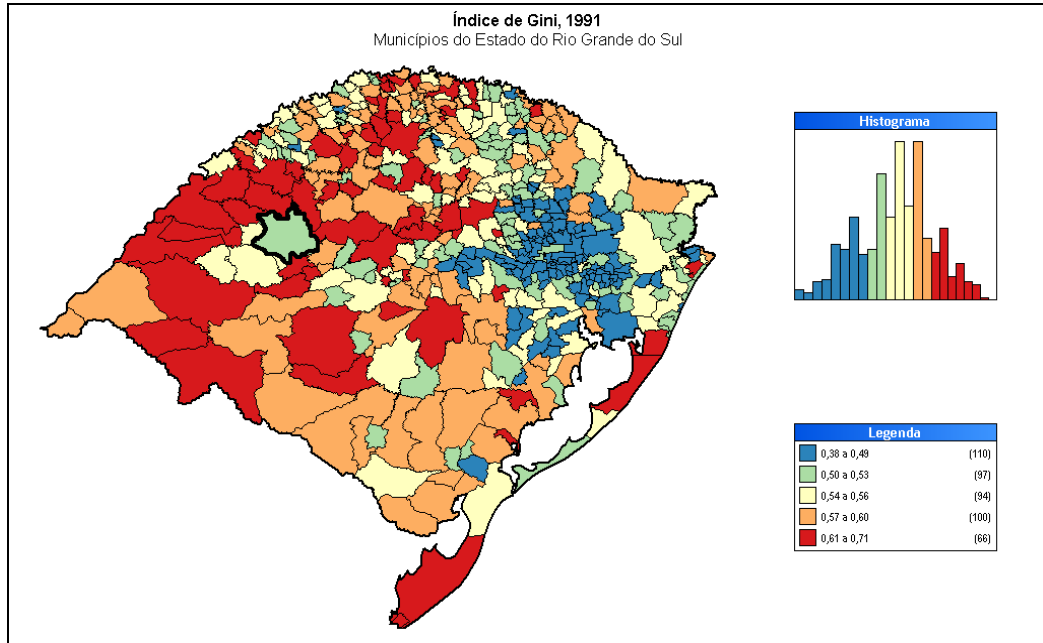 Índice de Gini, 1991
Municípios do Estado do Rio Grande do Sul
Histograma
Legenda
0,38 a 0,49 (110)
0,50 a 0,53 (97)
0,54 a 0,56 (94)
0,57 a 0,60 (100)
0,61 a 0,71 (66)